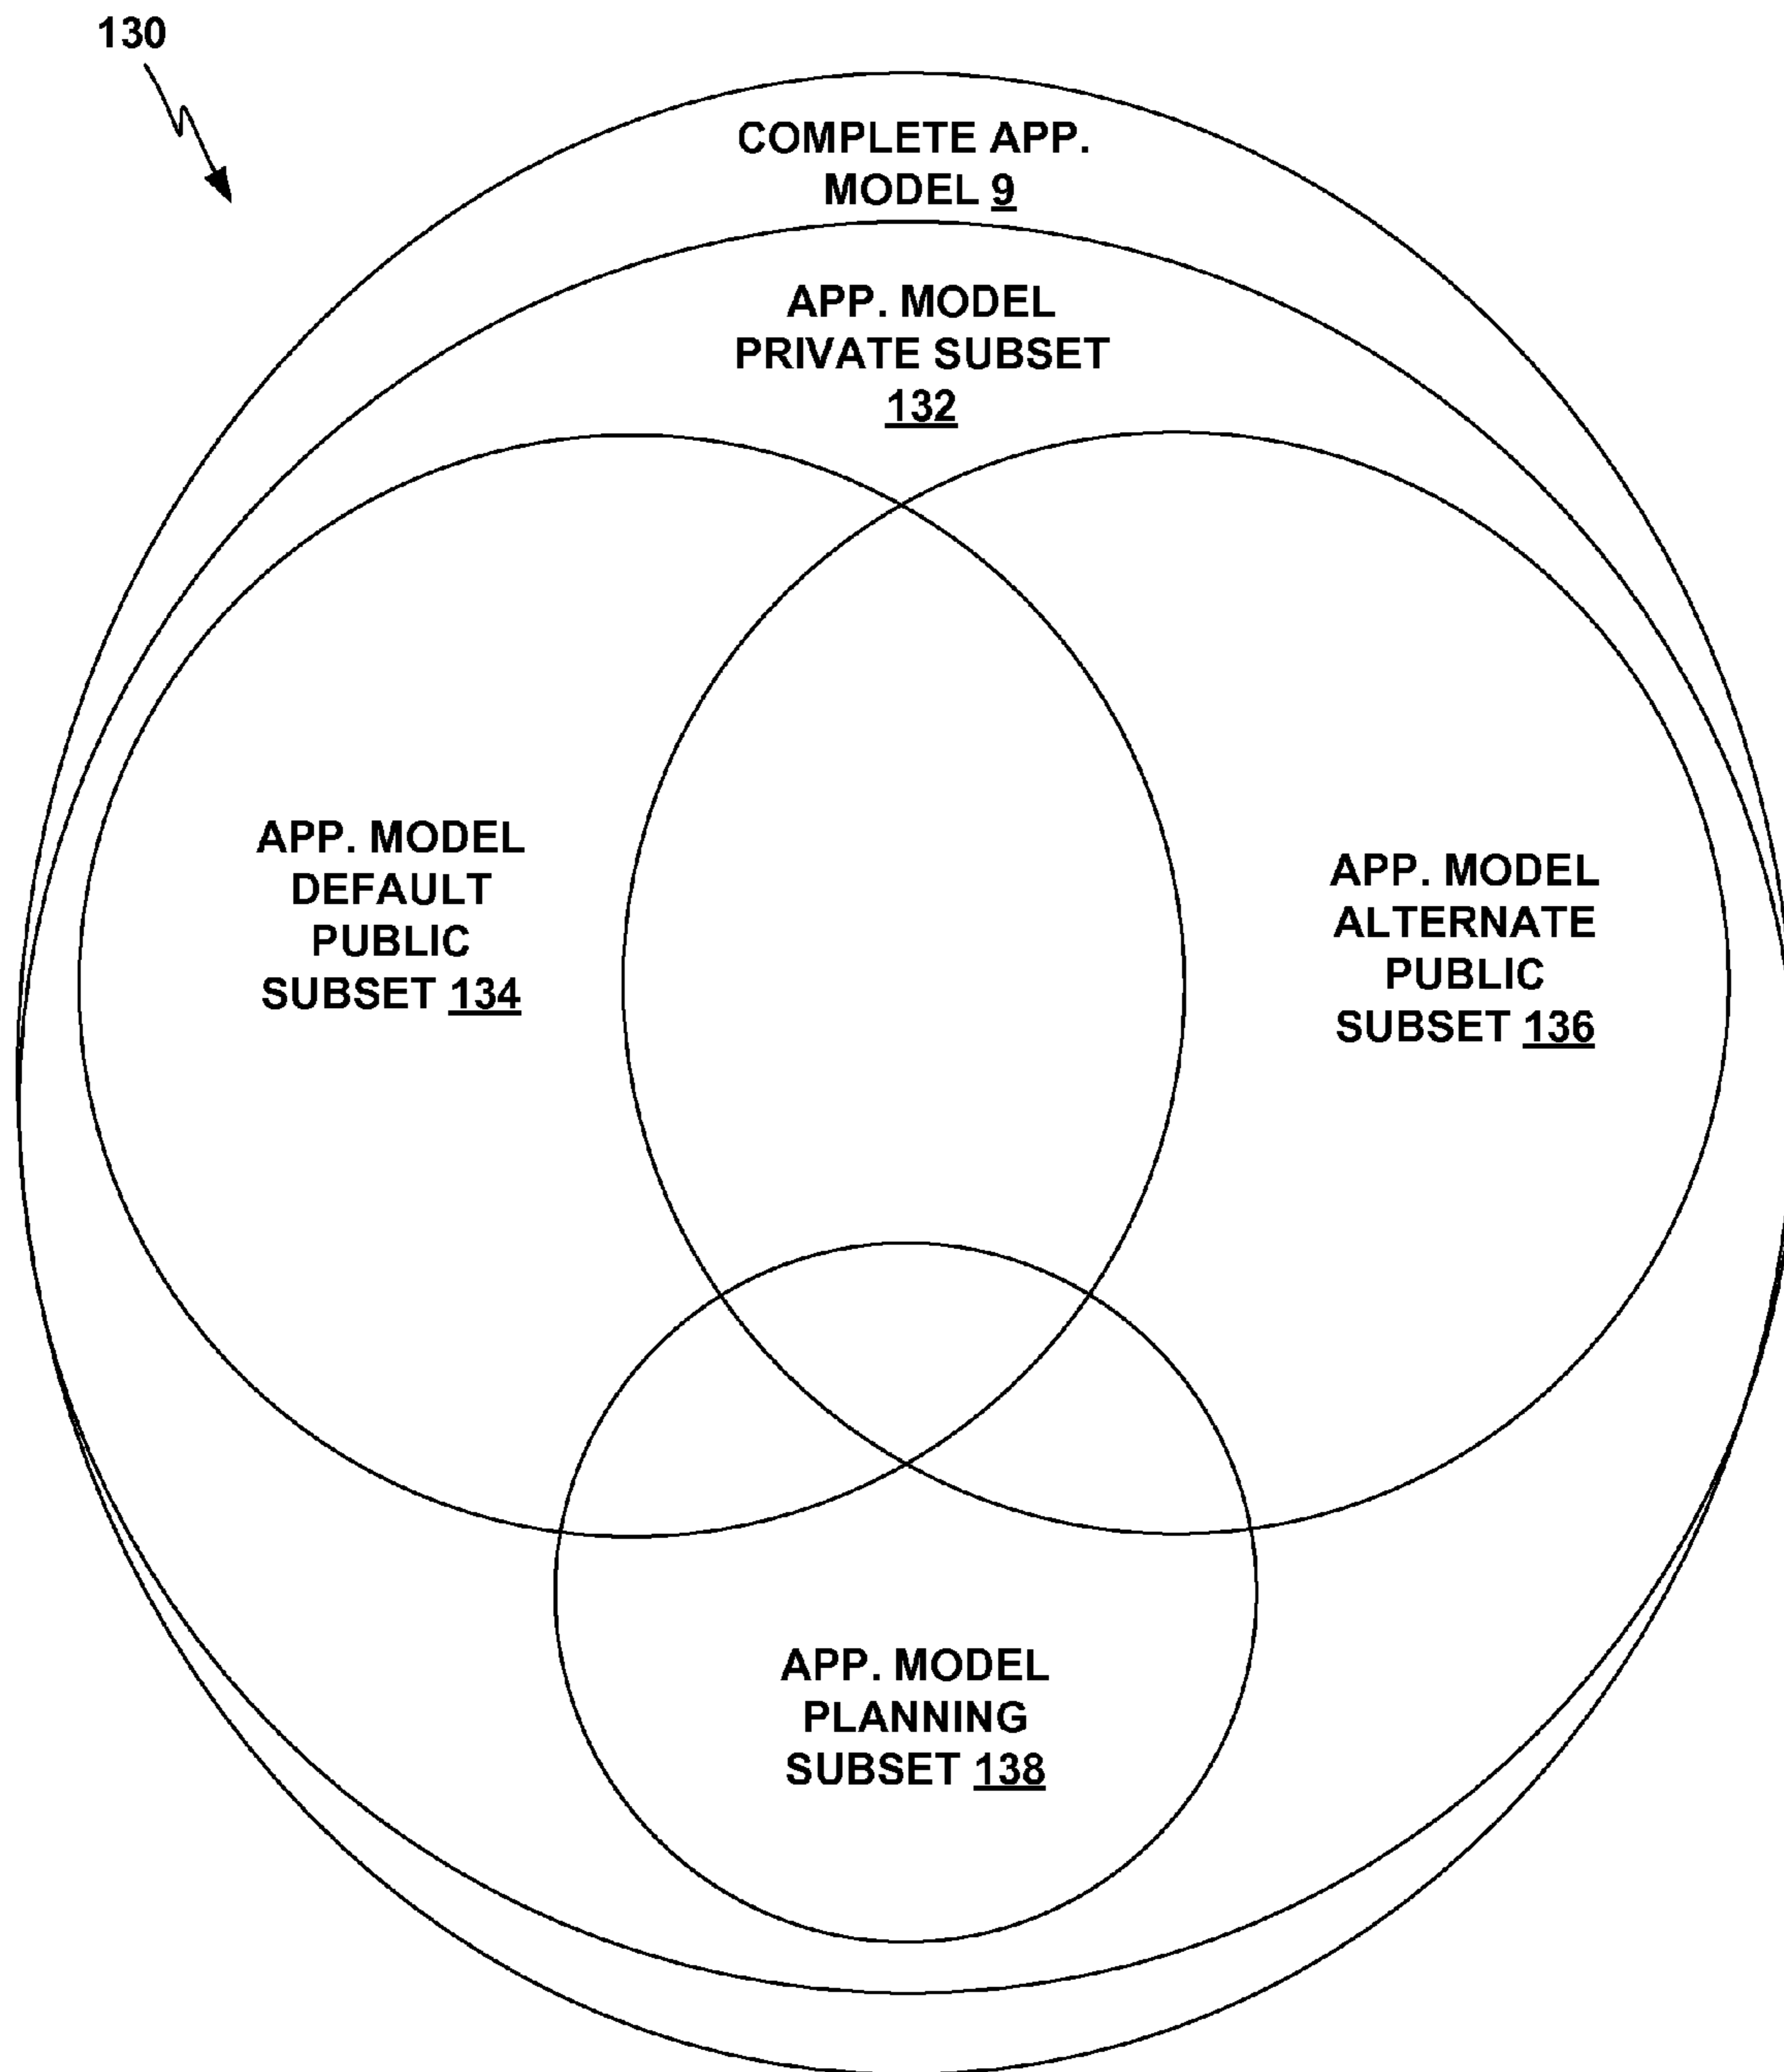 130
COMPLETE APP.
MODEL 9
APP. MODEL
PRIVATE SUBSET
132
APP. MODEL
DEFAULT
PUBLIC
SUBSET 134
APP. MODEL
ALTERNATE
PUBLIC
SUBSET 136
APP. MODEL
PLANNING
SUBSET 138